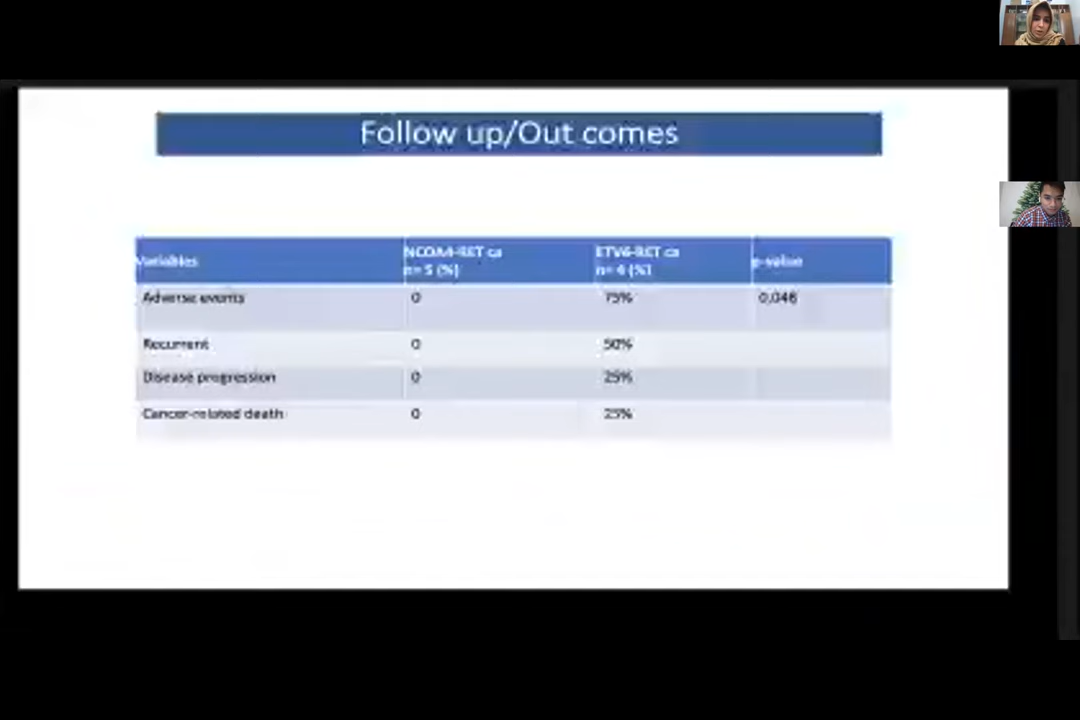 Follow up/Out comes
Variables
NCOA4-RET ca
n= 5 (%)
ETV6-RET ca
n= 4 (%)
p-value
Adverse events 0 75% 0,048
Recurrent 0 50%
Disease progression 0 25%
Cancer-related death 0 25%